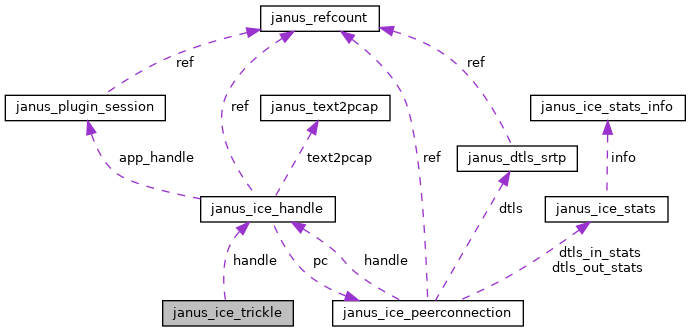 janus_refcount
ref
ref
janus_plugin_session
janus_text2pcap
janus_ice_stats_info
ref
app_handle
text2pcap
ref
janus_dtls_srtp
info
janus_ice_handle
dtls
janus_ice_stats
handle
pc
handle
dtls_in_stats
dtls_out_stats
janus_ice_trickle
janus_ice_peerconnection